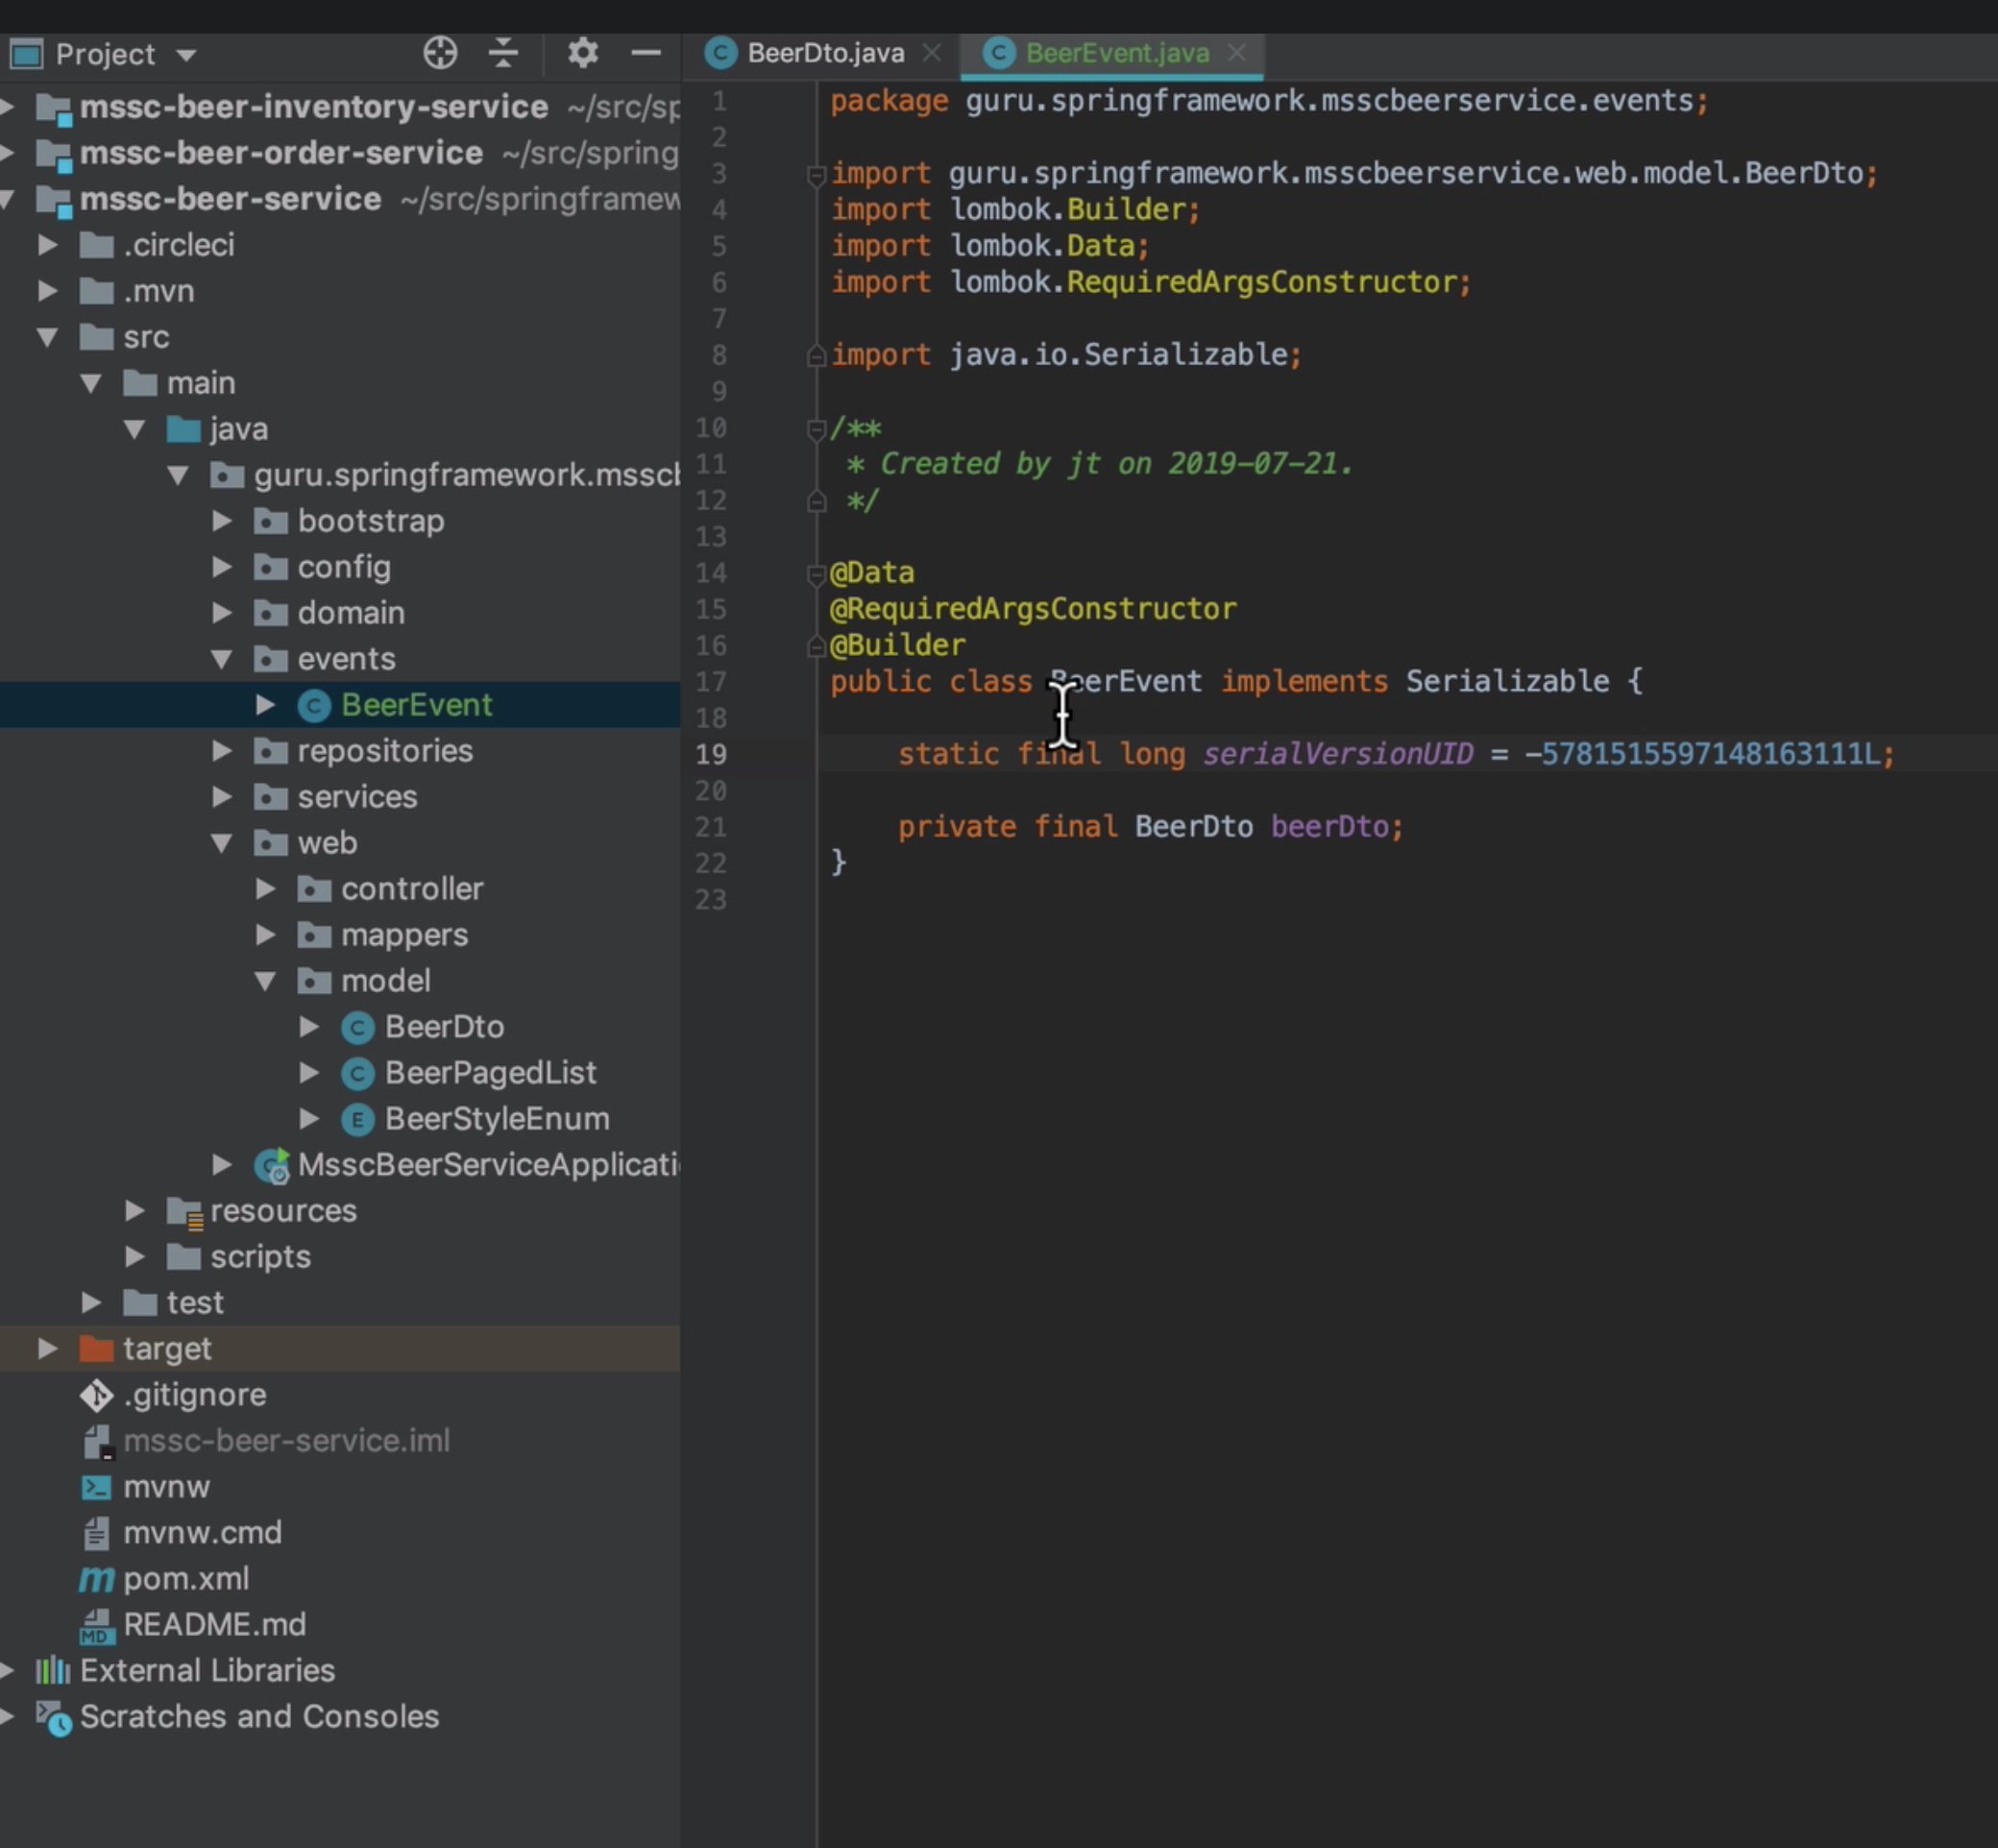 Project
mssc-beer-inventory-service ~/src/sp
mssc-beer-order-service ~/src/spring
mssc-beer-service ~/src/springframew
.circleci
.mvn
src
main
java
guru.springframework.msscb
bootstrap
config
domain
events
BeerEvent
repositories
services
web
controller
mappers
model
C BeerDto
C BeerPagedList
E BeerStyleEnum
MsscBeerServiceApplicati
resources
scripts
test
target
.gitignore
mssc-beer-service.iml
mvnw
mvnw.cmd
m pom.xml
MD README.md
External Libraries
Scratches and Consoles
C BeerDto.java C BeerEvent.java
1 package guru.springframework.msscbeerservice.events;
2
3 import guru.springframework.msscbeerservice.web.model.BeerDto;
4 import lombok.Builder;
5 import lombok.Data;
6 import lombok.RequiredArgsConstructor;
7
8 import java.io.Serializable;
9
10 /**
11 * Created by jt on 2019-07-21.
12 */
13
14 @Data
15 @RequiredArgsConstructor
16 @Builder
17 public class BeerEvent implements Serializable {
18
19 static final long serialVersionUID = -5781515597148163111L;
20
21 private final BeerDto beerDto;
22 }
23